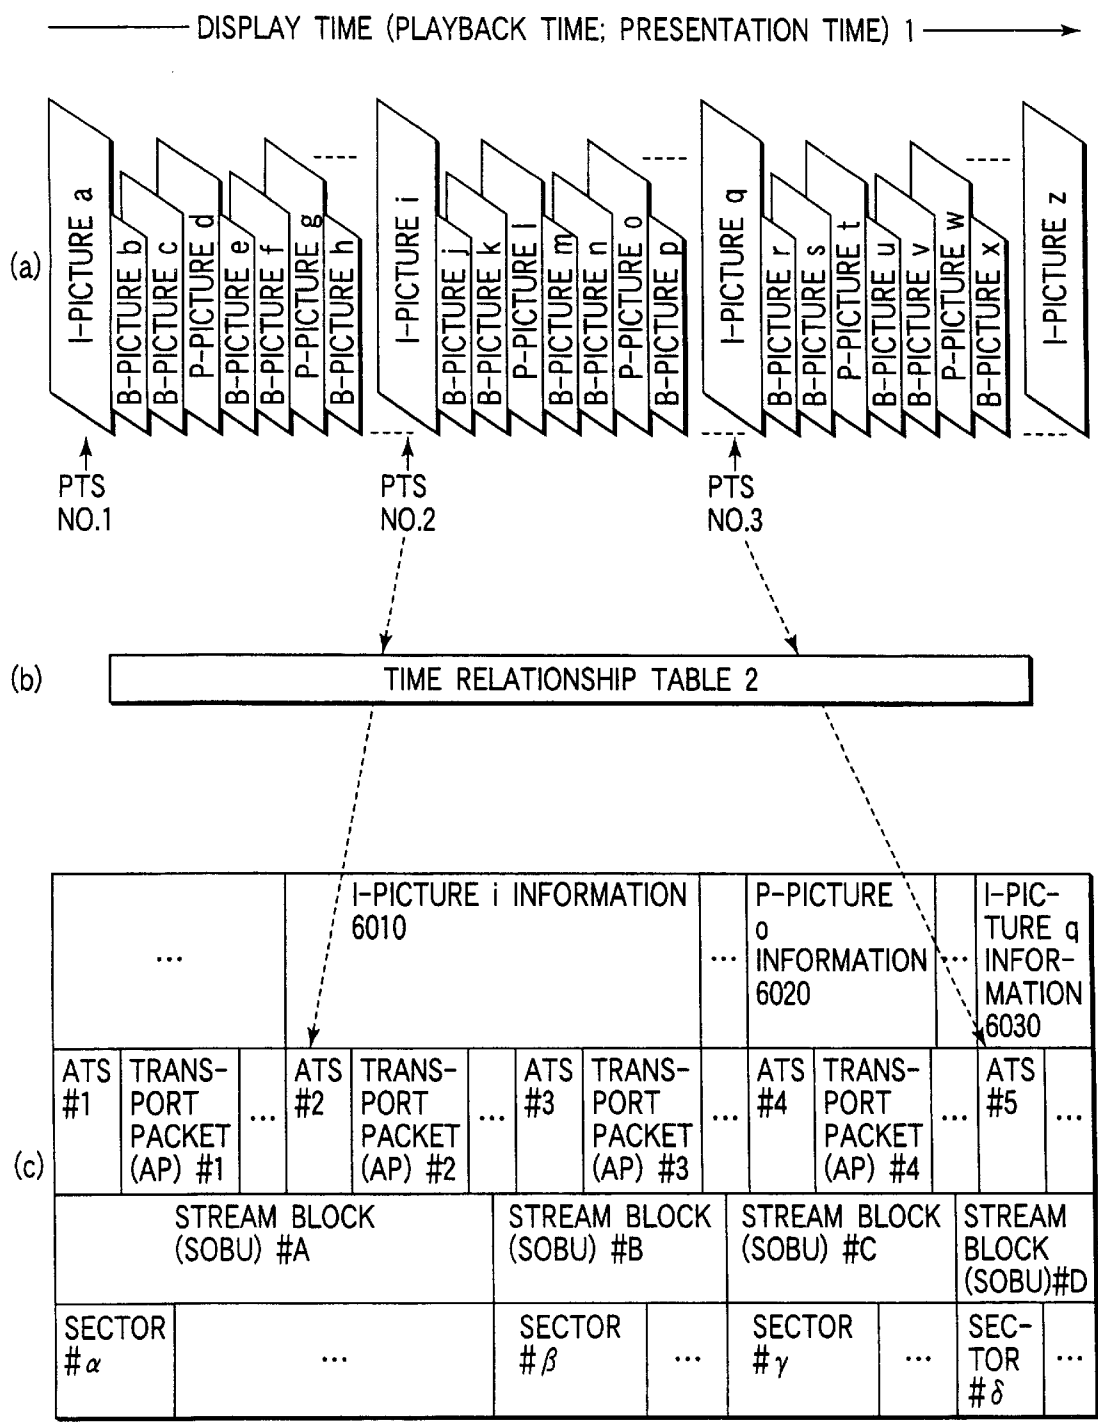 DISPLAY TIME (PLAYBACK TIME; PRESENTATION TIME) 1
(a)
I-PICTURE a
B-PICTURE b
B-PICTURE c
P-PICTURE d
B-PICTURE e
B-PICTURE f
P-PICTURE g
B-PICTURE h
I-PICTURE i
B-PICTURE j
B-PICTURE k
P-PICTURE l
B-PICTURE m
B-PICTURE n
P-PICTURE o
B-PICTURE p
I-PICTURE q
B-PICTURE r
B-PICTURE s
P-PICTURE t
B-PICTURE u
B-PICTURE v
P-PICTURE w
B-PICTURE x
I-PICTURE z
PTS
NO.1
PTS
NO.2
PTS
NO.3
(b)
TIME RELATIONSHIP TABLE 2
(c)
...
I-PICTURE i INFORMATION
6010
...
P-PICTURE
o
INFORMATION
6020
...
I-PIC-
TURE q
INFOR-
MATION
6030
ATS
#1
TRANS-
PORT
PACKET
(AP) #1
...
ATS
#2
TRANS-
PORT
PACKET
(AP) #2
...
ATS
#3
TRANS-
PORT
PACKET
(AP) #3
...
ATS
#4
TRANS-
PORT
PACKET
(AP) #4
...
ATS
#5
...
STREAM BLOCK
(SOBU) #A
STREAM BLOCK
(SOBU) #B
STREAM BLOCK
(SOBU) #C
STREAM
BLOCK
(SOBU)#D
SECTOR
#α
...
SECTOR
#β
...
SECTOR
#γ
...
SEC-
TOR
#δ
...